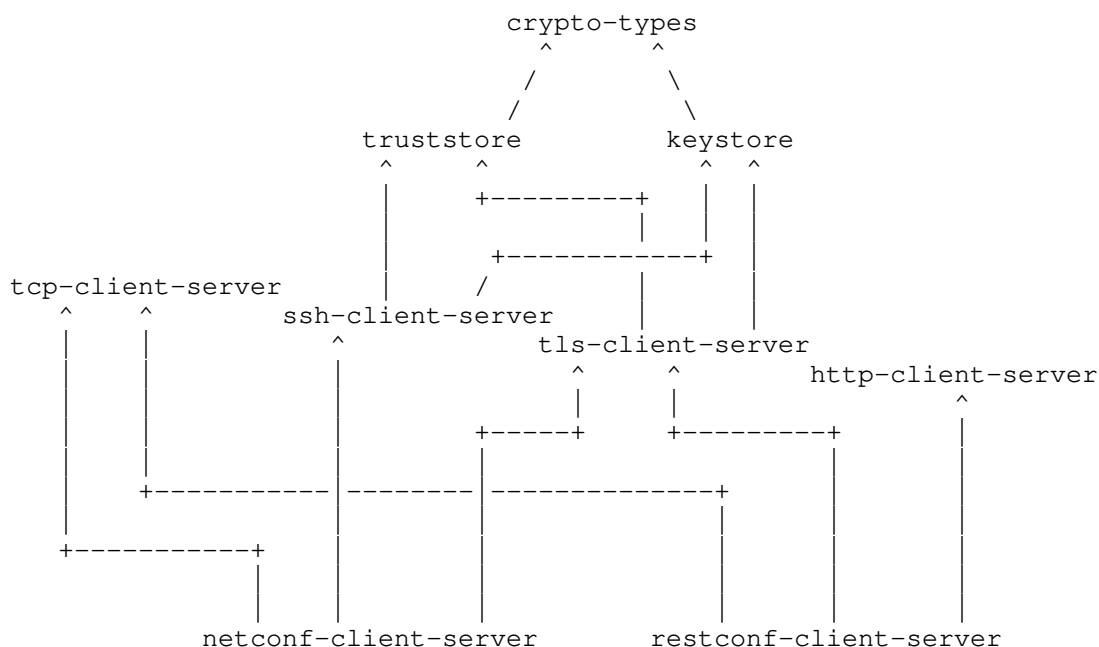 crypto-types
truststore keystore
tcp-client-server
ssh-client-server
tls-client-server
http-client-server
netconf-client-server restconf-client-server